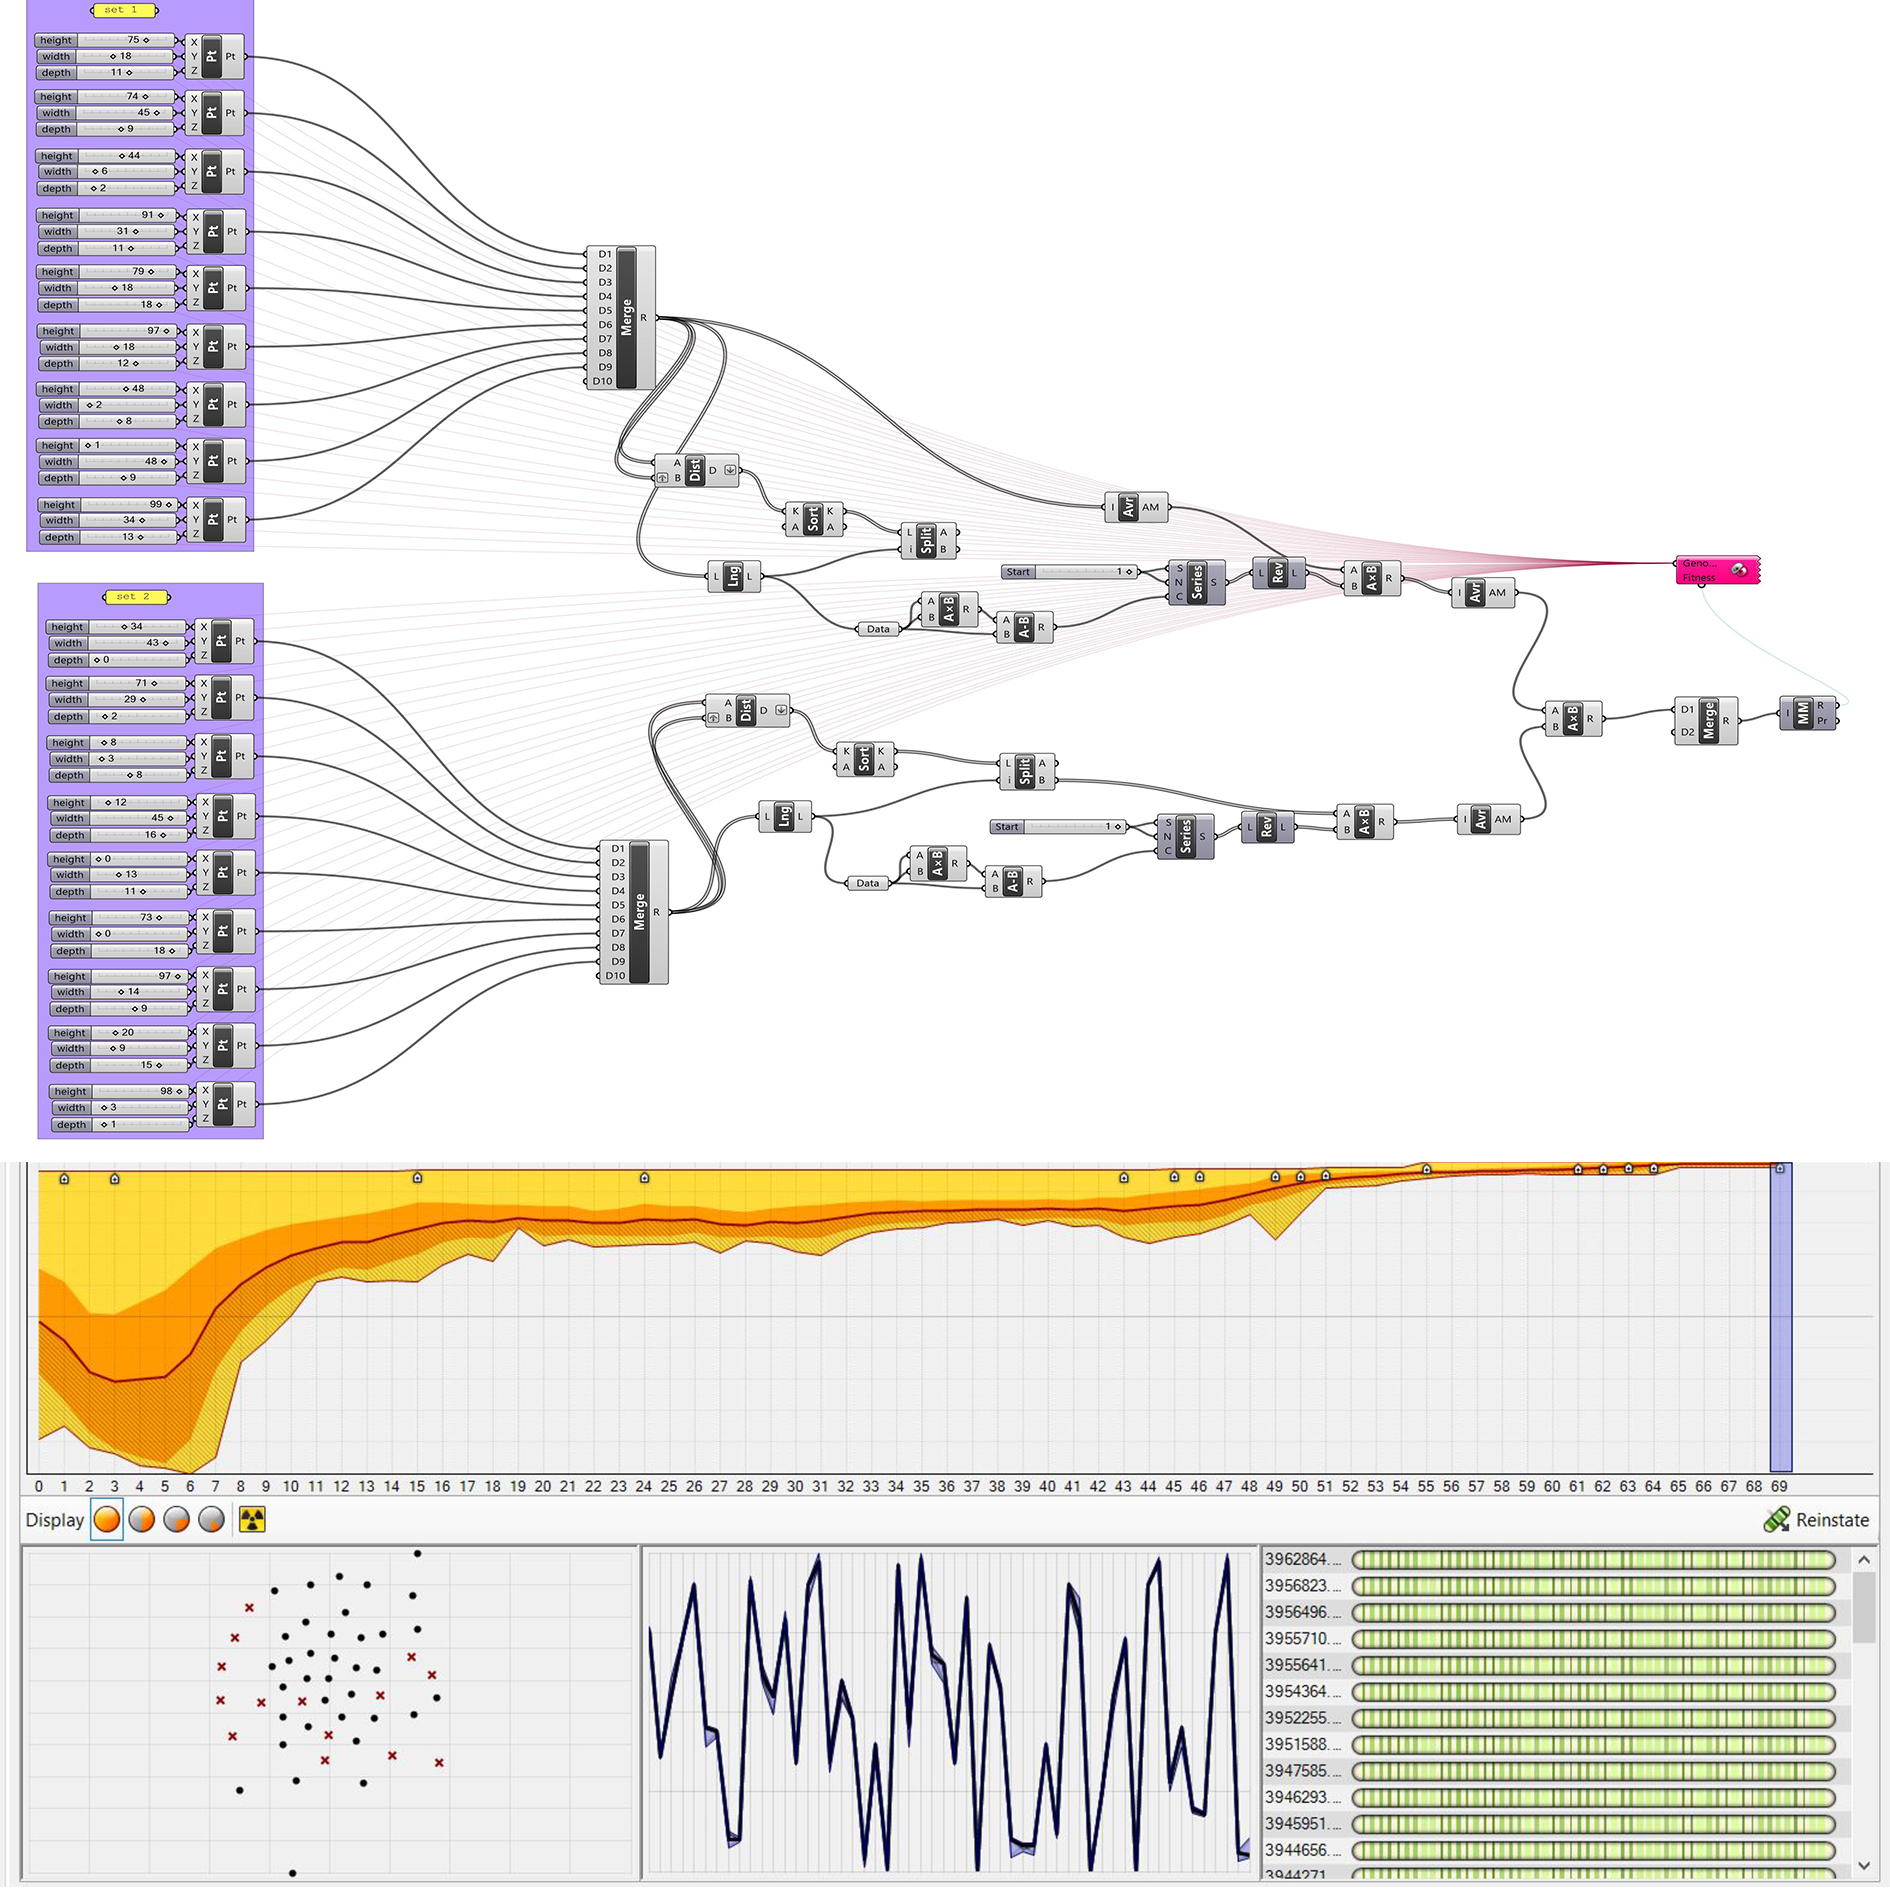 set 1
height 75
width 18
depth 11
X Y Z Pt Pt
height 74
width 45
depth 9
X Y Z Pt Pt
height 44
width 6
depth 2
X Y Z Pt Pt
height 91
width 31
depth 11
X Y Z Pt Pt
height 79
width 18
depth 18
X Y Z Pt Pt
height 97
width 18
depth 12
X Y Z Pt Pt
height 48
width 2
depth 8
X Y Z Pt Pt
height 1
width 48
depth 9
X Y Z Pt Pt
height 99
width 34
depth 13
X Y Z Pt Pt
D1
D2
D3
D4
D5
D6
D7
D8
D9
D10
Merge R
A B Dist D
K A Sort K A
L i Split A B
L Lng L
Data
A B A×B R
A B A-B R
Start 1
S N C Series S
L Rev L
I Avr AM
A B A×B R
I Avr AM
Geno...
Fitness
set 2
height 34
width 43
depth 0
X Y Z Pt Pt
height 71
width 29
depth 2
X Y Z Pt Pt
height 8
width 3
depth 8
X Y Z Pt Pt
height 12
width 45
depth 16
X Y Z Pt Pt
height 0
width 13
depth 11
X Y Z Pt Pt
height 73
width 0
depth 18
X Y Z Pt Pt
height 97
width 14
depth 9
X Y Z Pt Pt
height 20
width 9
depth 15
X Y Z Pt Pt
height 98
width 3
depth 1
X Y Z Pt Pt
D1
D2
D3
D4
D5
D6
D7
D8
D9
D10
Merge R
A B Dist D
K A Sort K A
L i Split A B
L Lng L
Data
A B A×B R
A B A-B R
Start 1
S N C Series S
L Rev L
A B A×B R
I Avr AM
A B A×B R
D1 D2 Merge R
I MM R Pr
0 1 2 3 4 5 6 7 8 9 10 11 12 13 14 15 16 17 18 19 20 21 22 23 24 25 26 27 28 29 30 31 32 33 34 35 36 37 38 39 40 41 42 43 44 45 46 47 48 49 50 51 52 53 54 55 56 57 58 59 60 61 62 63 64 65 66 67 68 69
Display
Reinstate
3962864....
3956823....
3956496....
3955710....
3955641....
3954364....
3952255....
3951588....
3947585....
3946293....
3945951....
3944656....
3944271....